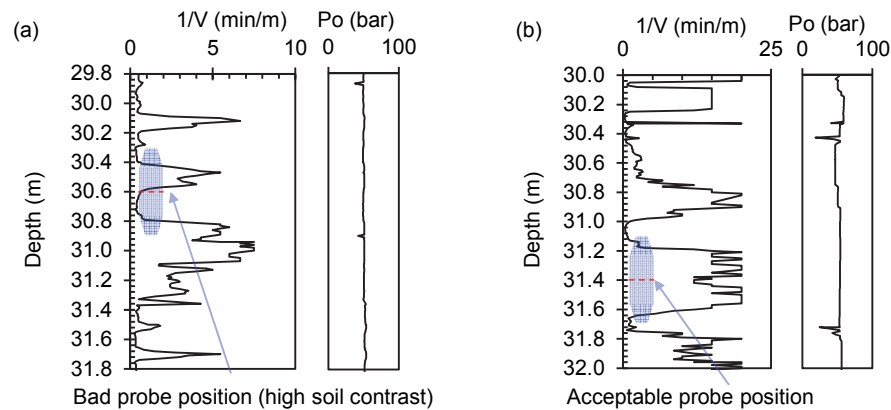 (a)
1/V (min/m)
Po (bar)
0 5 10
0 100
Depth (m)
29.8
30.0
30.2
30.4
30.6
30.8
31.0
31.2
31.4
31.6
31.8
Bad probe position (high soil contrast)
(b)
1/V (min/m)
Po (bar)
0 25
0 100
Depth (m)
30.0
30.2
30.4
30.6
30.8
31.0
31.2
31.4
31.6
31.8
32.0
Acceptable probe position